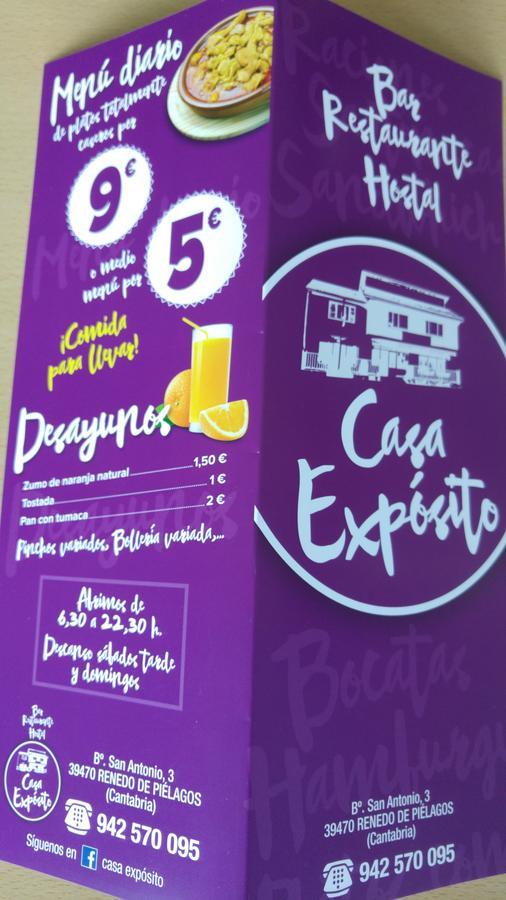 Menú diario
de platos totalmente
caseros por
9€
o medio
menú por
5€
¡Comida
para llevar!
Desayunos
Zumo de naranja natural 1,50 €
Tostada 1 €
Pan con tumaca 2 €
Pinchos variados, Bollería variada,...
Abrimos de
6,30 a 22,30 h.
Descanso sábados tarde
y domingos
Bar
Restaurante
Hostal
Casa
Expósito
Bº. San Antonio, 3
39470 RENEDO DE PIÉLAGOS
(Cantabria)
942 570 095
Síguenos en f casa expósito
Raciones
Bar
Restaurante
Hostal
Casa
Expósito
Bocatas
Bº. San Antonio, 3
39470 RENEDO DE PIÉLAGOS
(Cantabria)
942 570 095